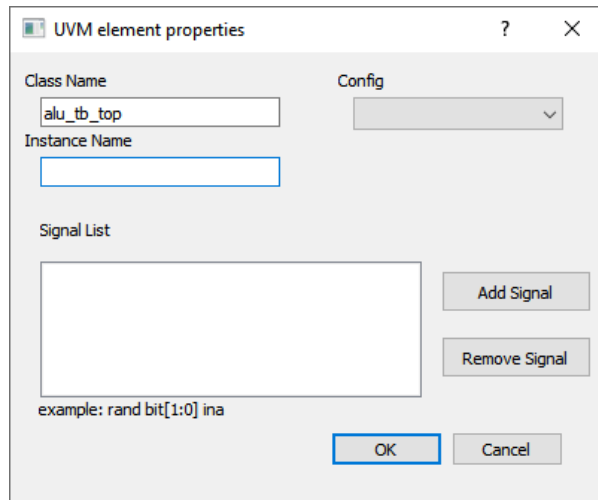 UVM element properties
?
Class Name
Config
alu_tb_top
Instance Name
Signal List
Add Signal
Remove Signal
example: rand bit[1:0] ina
OK
Cancel